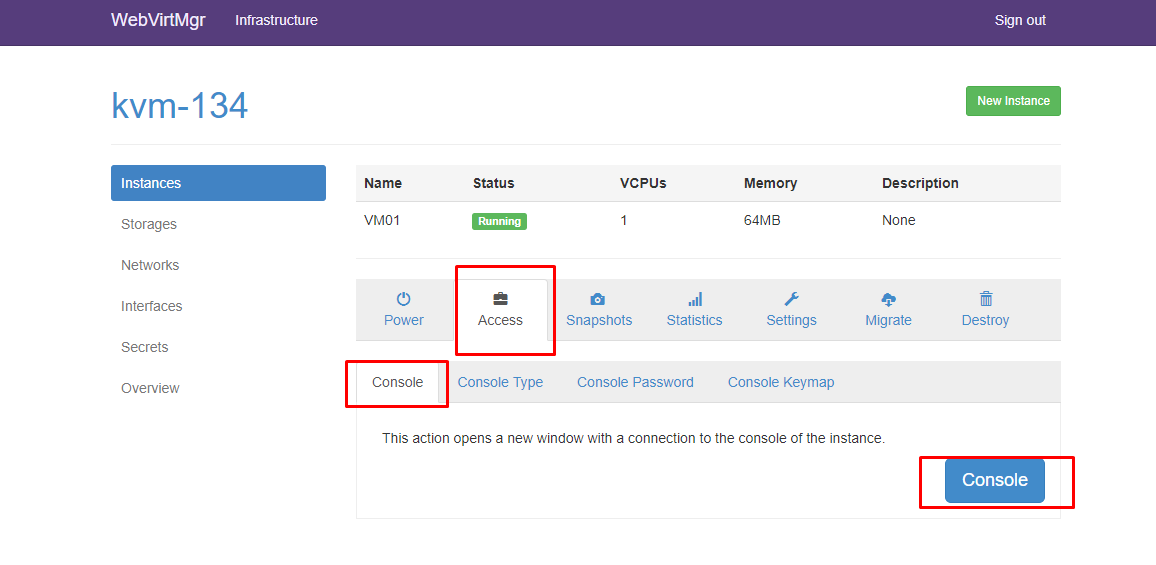 WebVirtMgr Infrastructure Sign out
kvm-134 New Instance
Instances
Storages
Networks
Interfaces
Secrets
Overview
Name Status VCPUs Memory Description
VM01 Running 1 64MB None
Power Access Snapshots Statistics Settings Migrate Destroy
Console Console Type Console Password Console Keymap
This action opens a new window with a connection to the console of the instance.
Console